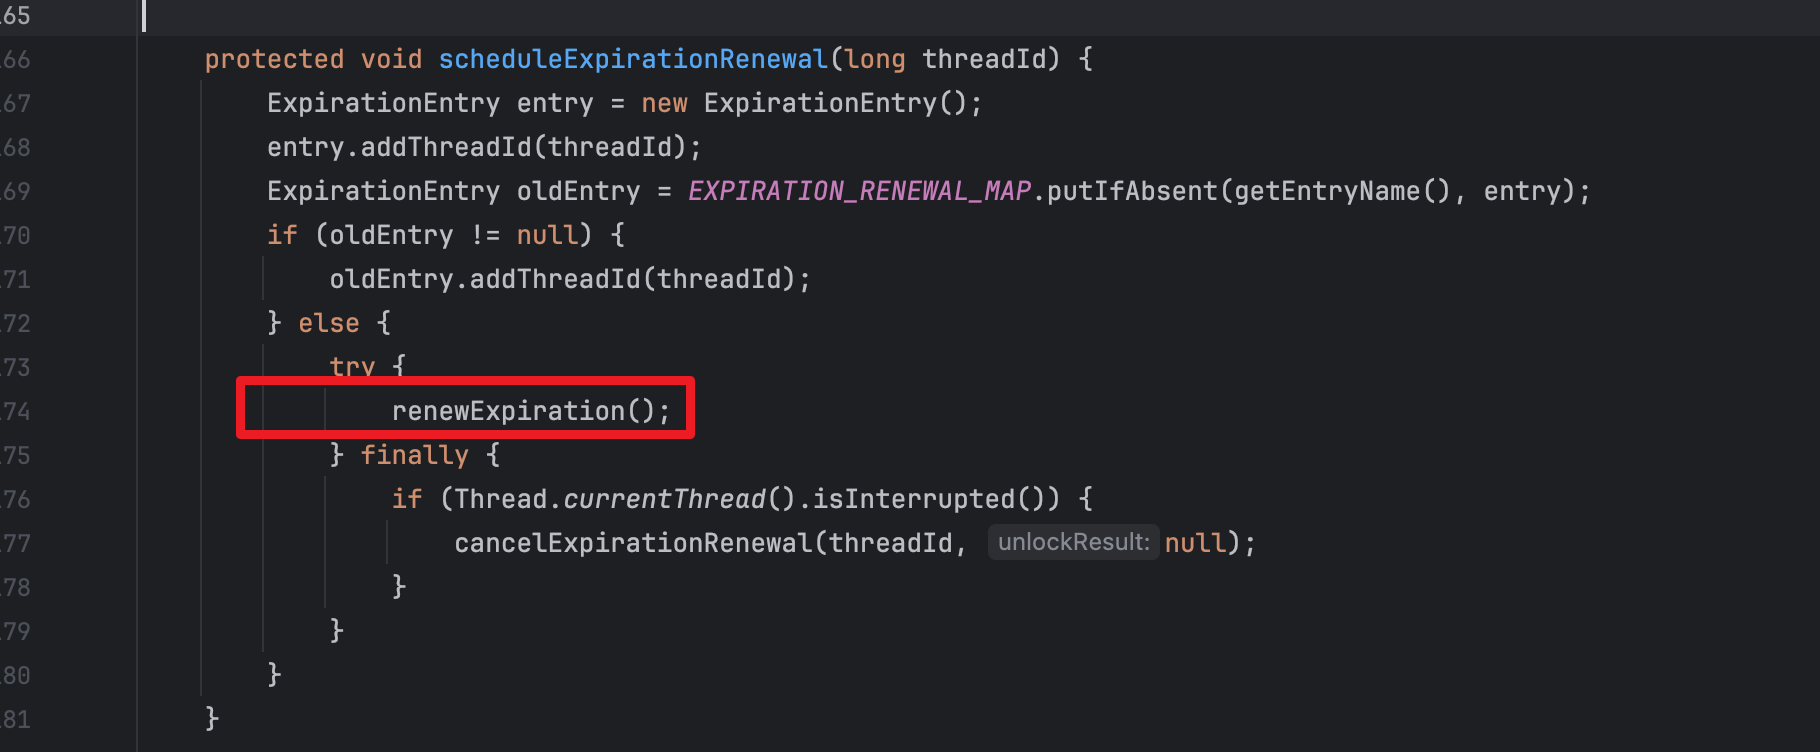 65
66 protected void scheduleExpirationRenewal(long threadId) {
67 ExpirationEntry entry = new ExpirationEntry();
68 entry.addThreadId(threadId);
69 ExpirationEntry oldEntry = EXPIRATION_RENEWAL_MAP.putIfAbsent(getEntryName(), entry);
70 if (oldEntry != null) {
71 oldEntry.addThreadId(threadId);
72 } else {
73 try {
74 renewExpiration();
75 } finally {
76 if (Thread.currentThread().isInterrupted()) {
77 cancelExpirationRenewal(threadId, unlockResult: null);
78 }
79 }
80 }
81 }